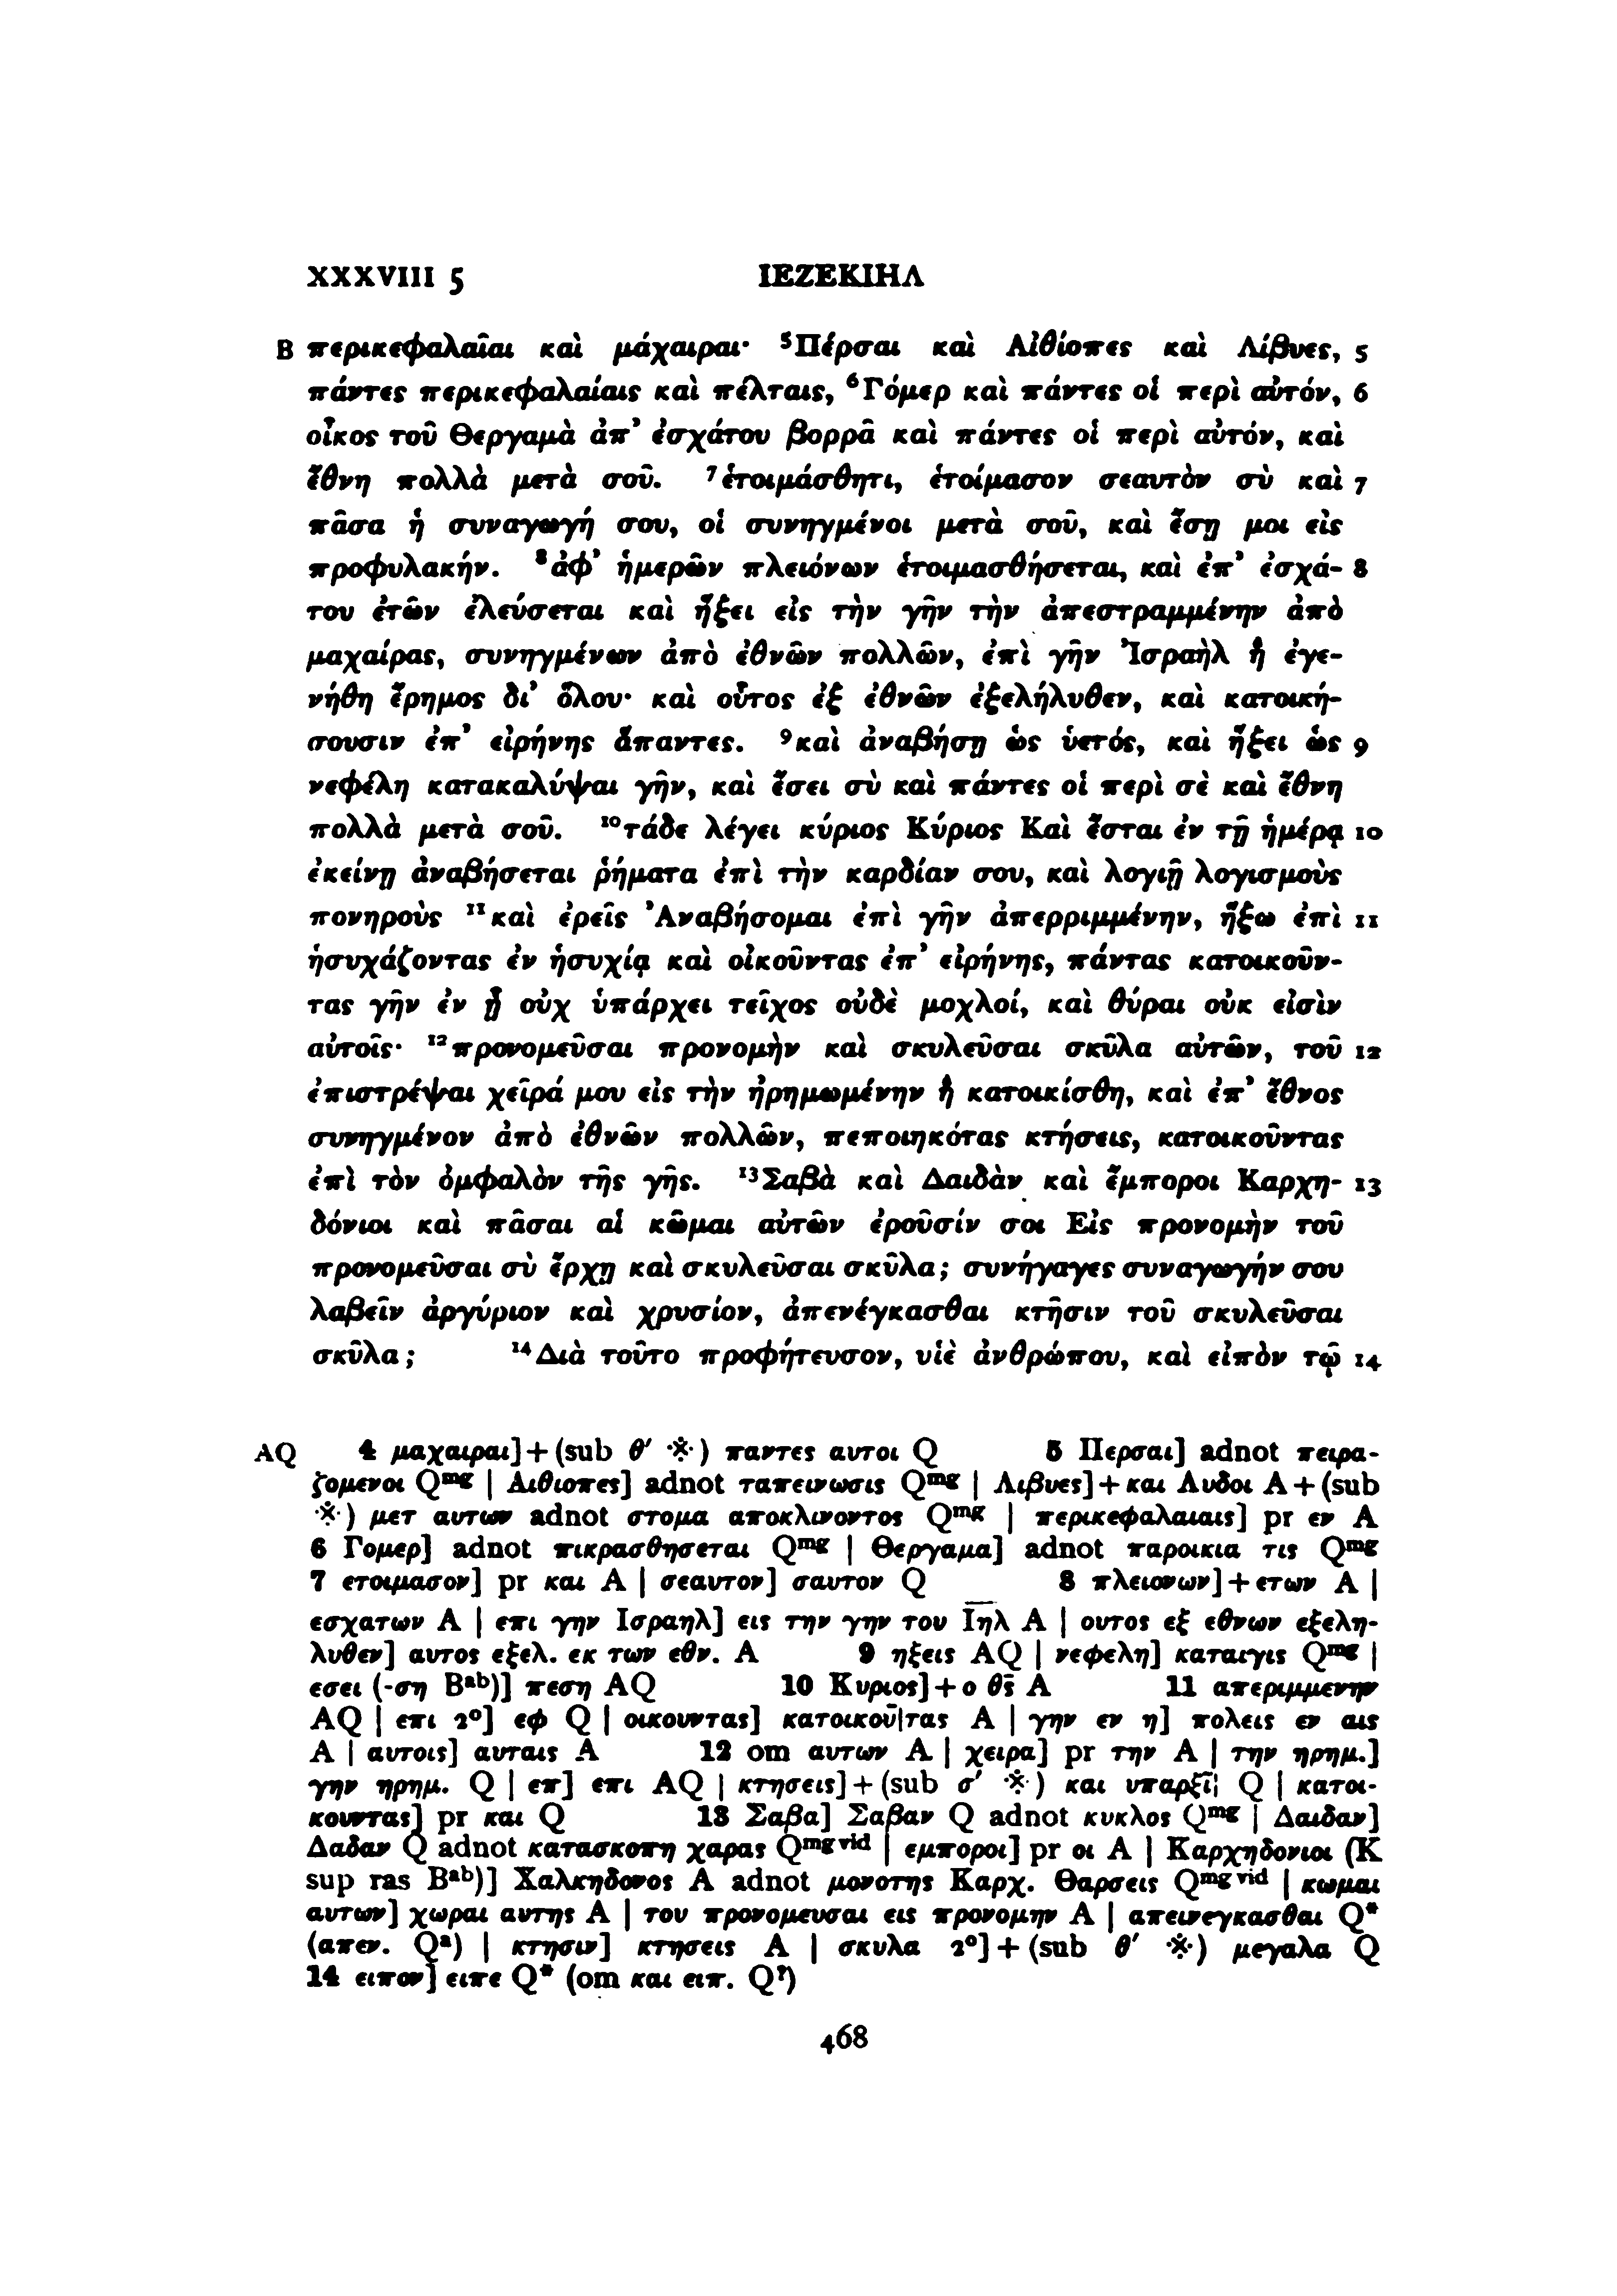 XXXVIII 5 ΙΕΖΕΚΙΗΛ
B περικεφαλαῖαι καὶ μάχαιραι· ⁵Πέρσαι καὶ Αἰθίοπες καὶ Λίβυες, 5
πάντες περικεφαλαίαις καὶ πέλταις, ⁶Γόμερ καὶ πάντες οἱ περὶ αὐτόν, 6
οἶκος τοῦ Θεργαμὰ ἀπ’ ἐσχάτου βορρᾶ καὶ πάντες οἱ περὶ αὐτόν, καὶ
ἔθνη πολλὰ μετὰ σοῦ. ⁷ἑτοιμάσθητι, ἑτοίμασον σεαυτὸν σὺ καὶ 7
πᾶσα ἡ συναγωγή σου, οἱ συνηγμένοι μετὰ σοῦ, καὶ ἔσῃ μοι εἰς
προφυλακήν. ⁸ἀφ’ ἡμερῶν πλειόνων ἑτοιμασθήσεται, καὶ ἐπ’ ἐσχά- 8
του ἐτῶν ἐλεύσεται καὶ ἥξει εἰς τὴν γῆν τὴν ἀπεστραμμένην ἀπὸ
μαχαίρας, συνηγμένων ἀπὸ ἐθνῶν πολλῶν, ἐπὶ γῆν Ἰσραὴλ ἣ ἐγε-
νήθη ἔρημος δι’ ὅλου· καὶ οὗτος ἐξ ἐθνῶν ἐξελήλυθεν, καὶ κατοική-
σουσιν ἐπ’ εἰρήνης ἅπαντες. ⁹καὶ ἀναβήσῃ ὡς ὑετός, καὶ ἥξει ὡς 9
νεφέλη κατακαλύψαι γῆν, καὶ ἔσει σὺ καὶ πάντες οἱ περὶ σὲ καὶ ἔθνη
πολλὰ μετὰ σοῦ. ¹⁰τάδε λέγει κύριος Κύριος Καὶ ἔσται ἐν τῇ ἡμέρᾳ 10
ἐκείνῃ ἀναβήσεται ῥήματα ἐπὶ τὴν καρδίαν σου, καὶ λογιῇ λογισμοὺς
πονηροὺς ¹¹καὶ ἐρεῖς Ἀναβήσομαι ἐπὶ γῆν ἀπερριμμένην, ἥξω ἐπὶ 11
ἡσυχάζοντας ἐν ἡσυχίᾳ καὶ οἰκοῦντας ἐπ’ εἰρήνης, πάντας κατοικοῦν-
τας γῆν ἐν ᾗ οὐχ ὑπάρχει τεῖχος οὐδὲ μοχλοί, καὶ θύραι οὐκ εἰσὶν
αὐτοῖς· ¹²προνομεῦσαι προνομὴν καὶ σκυλεῦσαι σκῦλα αὐτῶν, τοῦ 12
ἐπιστρέψαι χεῖρά μου εἰς τὴν ἠρημωμένην ἣ κατοικίσθη, καὶ ἐπ’ ἔθνος
συνηγμένον ἀπὸ ἐθνῶν πολλῶν, πεποιηκότας κτήσεις, κατοικοῦντας
ἐπὶ τὸν ὀμφαλὸν τῆς γῆς. ¹³Σαβὰ καὶ Δαιδὰν καὶ ἔμποροι Καρχη- 13
δόνιοι καὶ πᾶσαι αἱ κῶμαι αὐτῶν ἐροῦσίν σοι Εἰς προνομὴν τοῦ
προνομεῦσαι σὺ ἔρχῃ καὶ σκυλεῦσαι σκῦλα; συνήγαγες συναγωγήν σου
λαβεῖν ἀργύριον καὶ χρυσίον, ἀπενέγκασθαι κτῆσιν τοῦ σκυλεῦσαι
σκῦλα; ¹⁴Διὰ τοῦτο προφήτευσον, υἱὲ ἀνθρώπου, καὶ εἰπὸν τῷ 14
AQ 4 μαχαιραι]+(sub θ′ ※) παντες αυτοι Q 5 Περσαι] adnot πειρα-
ζομενοι Qᵐᵍ | Αιθιοπες] adnot ταπεινωσις Qᵐᵍ | Λιβυες]+και Λυδοι A+(sub
※) μετ αυτων adnot στομα αποκλινοντος Qᵐᵍ | περικεφαλαιαις] pr εν A
6 Γομερ] adnot πικρασθησεται Qᵐᵍ | Θεργαμα] adnot παροικια τις Qᵐᵍ
7 ετοιμασον] pr και A | σεαυτον] σαυτον Q 8 πλειονων]+ετων A |
εσχατων A | επι γην Ισραηλ] εις την γην του Ιη̅λ̅ A | ουτος εξ εθνων εξελη-
λυθεν] αυτος εξελ. εκ των εθν. A 9 ηξεις AQ | νεφελη] καταιγις Qᵐᵍ |
εσει (-ση Bᵃᵇ)] πεση AQ 10 Κυριος]+ο θ̅ς̅ A 11 απεριμμενην
AQ | επι 2°] εφ Q | οικουντας] κατοικου̅|τας A | γην εν η] πολεις εν αις
A | αυτοις] αυταις A 12 om αυτων A | χειρα] pr την A | την ηρημ.]
γην ηρημ. Q | επ] επι AQ | κτησεις]+(sub σ′ ※) και υπαρξι̅| Q | κατοι-
κουντας] pr και Q 13 Σαβα] Σαβαν Q adnot κυκλος Qᵐᵍ | Δαιδαν]
Δαδαν Q adnot κατασκοπη χαρας Qᵐᵍ ᵛⁱᵈ | εμποροι] pr οι A | Καρχηδονιοι (Κ
sup ras Bᵃᵇ)] Χαλκηδονος A adnot μονοτης Καρχ. Θαρσεις Qᵐᵍ ᵛⁱᵈ | κωμαι
αυτων] χωραι αυτης A | του προνομευσαι εις προνομην A | απεινεγκασθαι Q*
(απεν. Qᵃ) | κτησιν] κτησεις A | σκυλα 2°]+(sub θ′ ※) μεγαλα Q
14 ειπον] ειπε Q* (om και ειπ. Q?)
468